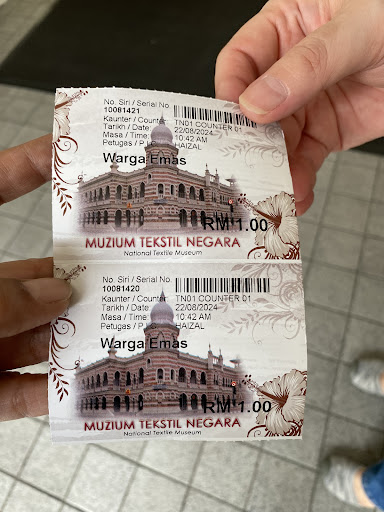 No. Siri / Serial No.
10081421
Kaunter / Counter: TN01 COUNTER 01
Tarikh / Date: 22/08/2024
Masa / Time: 10:42 AM
Petugas / P HAIZAL
Warga Emas
RM 1.00
MUZIUM TEKSTIL NEGARA
National Textile Museum
No. Siri / Serial No.
10081420
Kaunter / Counter: TN01 COUNTER 01
Tarikh / Date: 22/08/2024
Masa / Time: 10:42 AM
Petugas / P HAIZAL
Warga Emas
RM 1.00
MUZIUM TEKSTIL NEGARA
National Textile Museum